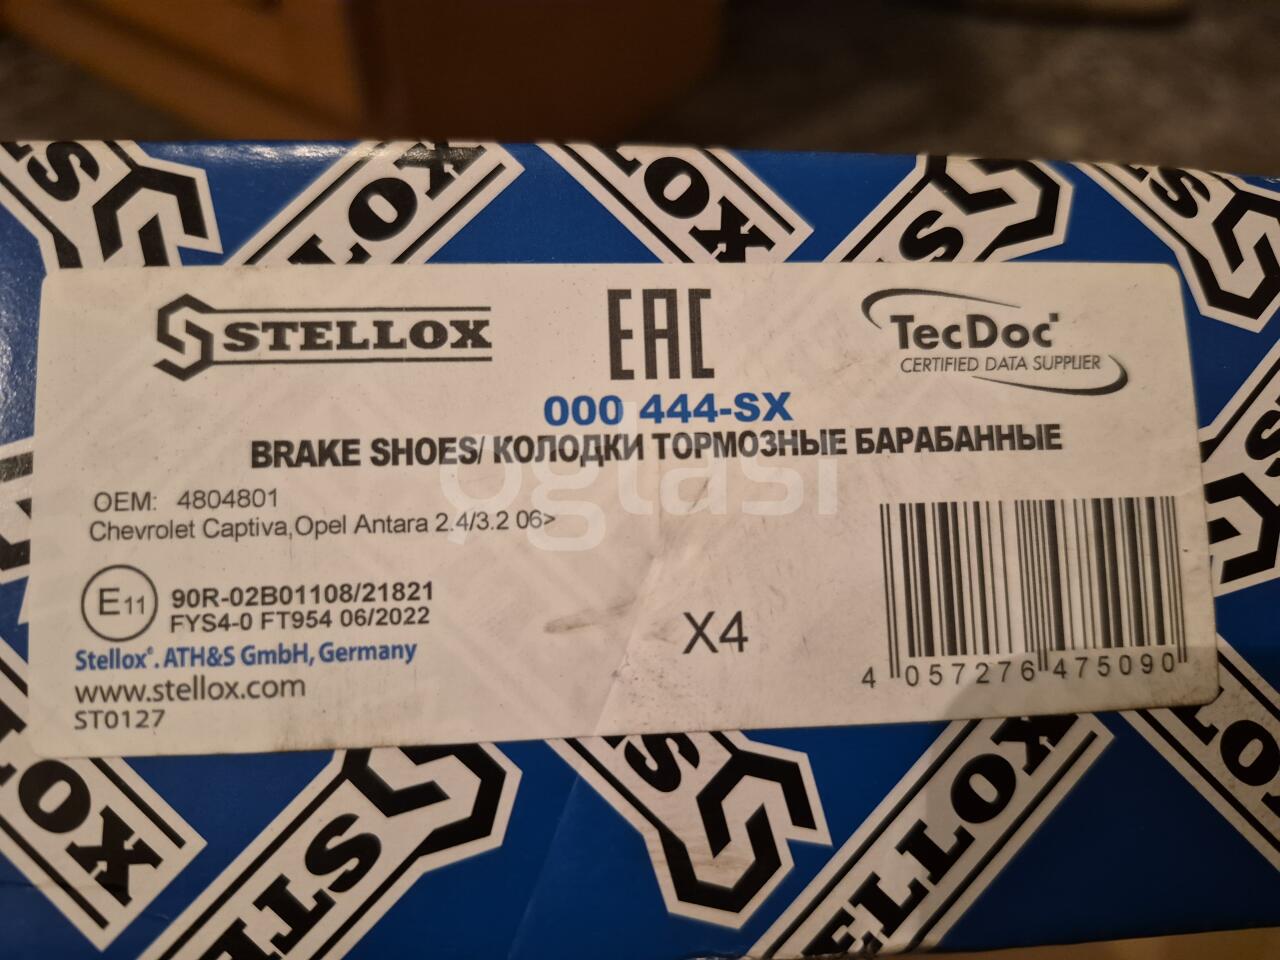 STELLOX
EAC
TecDoc
CERTIFIED DATA SUPPLIER
000 444-SX
BRAKE SHOES/ КОЛОДКИ ТОРМОЗНЫЕ БАРАБАННЫЕ
oglasi
OEM: 4804801
Chevrolet Captiva,Opel Antara 2.4/3.2 06>
E11 90R-02B01108/21821
FYS4-0 FT954 06/2022
X4
Stellox®. ATH&S GmbH, Germany
www.stellox.com
ST0127
4 057276 475090